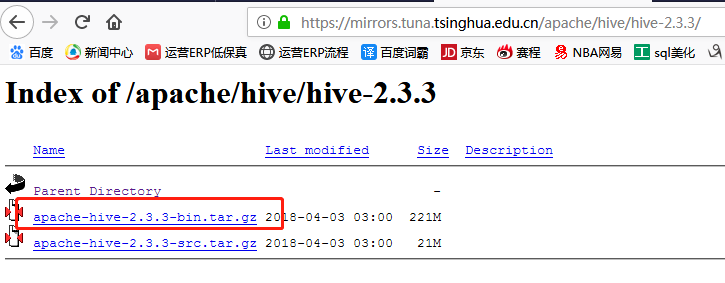 https://mirrors.tuna.tsinghua.edu.cn/apache/hive/hive-2.3.3/
百度 新闻中心 运营ERP低保真 运营ERP流程 百度词霸 JD 京东 赛程 NBA网易 工 sql美化
Index of /apache/hive/hive-2.3.3
Name Last modified Size Description
Parent Directory -
apache-hive-2.3.3-bin.tar.gz 2018-04-03 03:00 221M
apache-hive-2.3.3-src.tar.gz 2018-04-03 03:00 21M